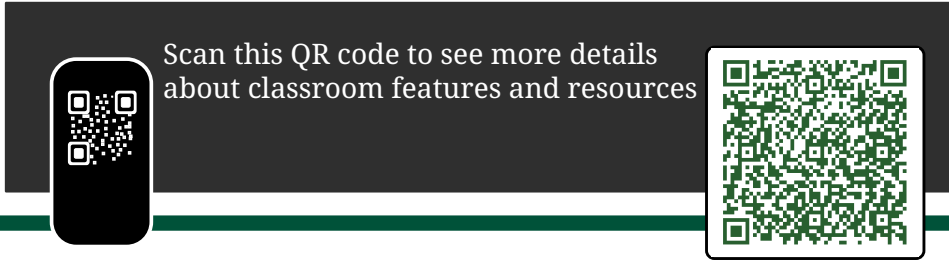 Scan this QR code to see more details
about classroom features and resources